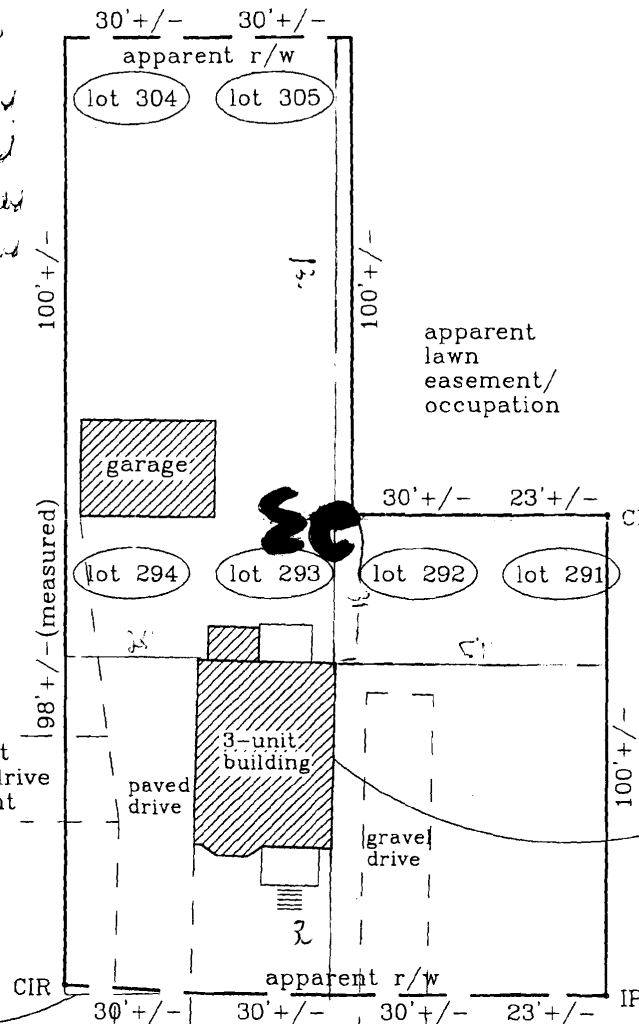 30'+/- 30'+/-
apparent r/w
lot 304 lot 305
100'+/-
100'+/-
apparent
lawn
easement/
occupation
garage
30'+/- 23'+/-
98'+/-(measured)
lot 294 lot 293 lot 292 lot 291
3-unit
building
paved
drive
gravel
drive
100'+/-
CIR
apparent r/w
30'+/- 30'+/- 30'+/- 23'+/-